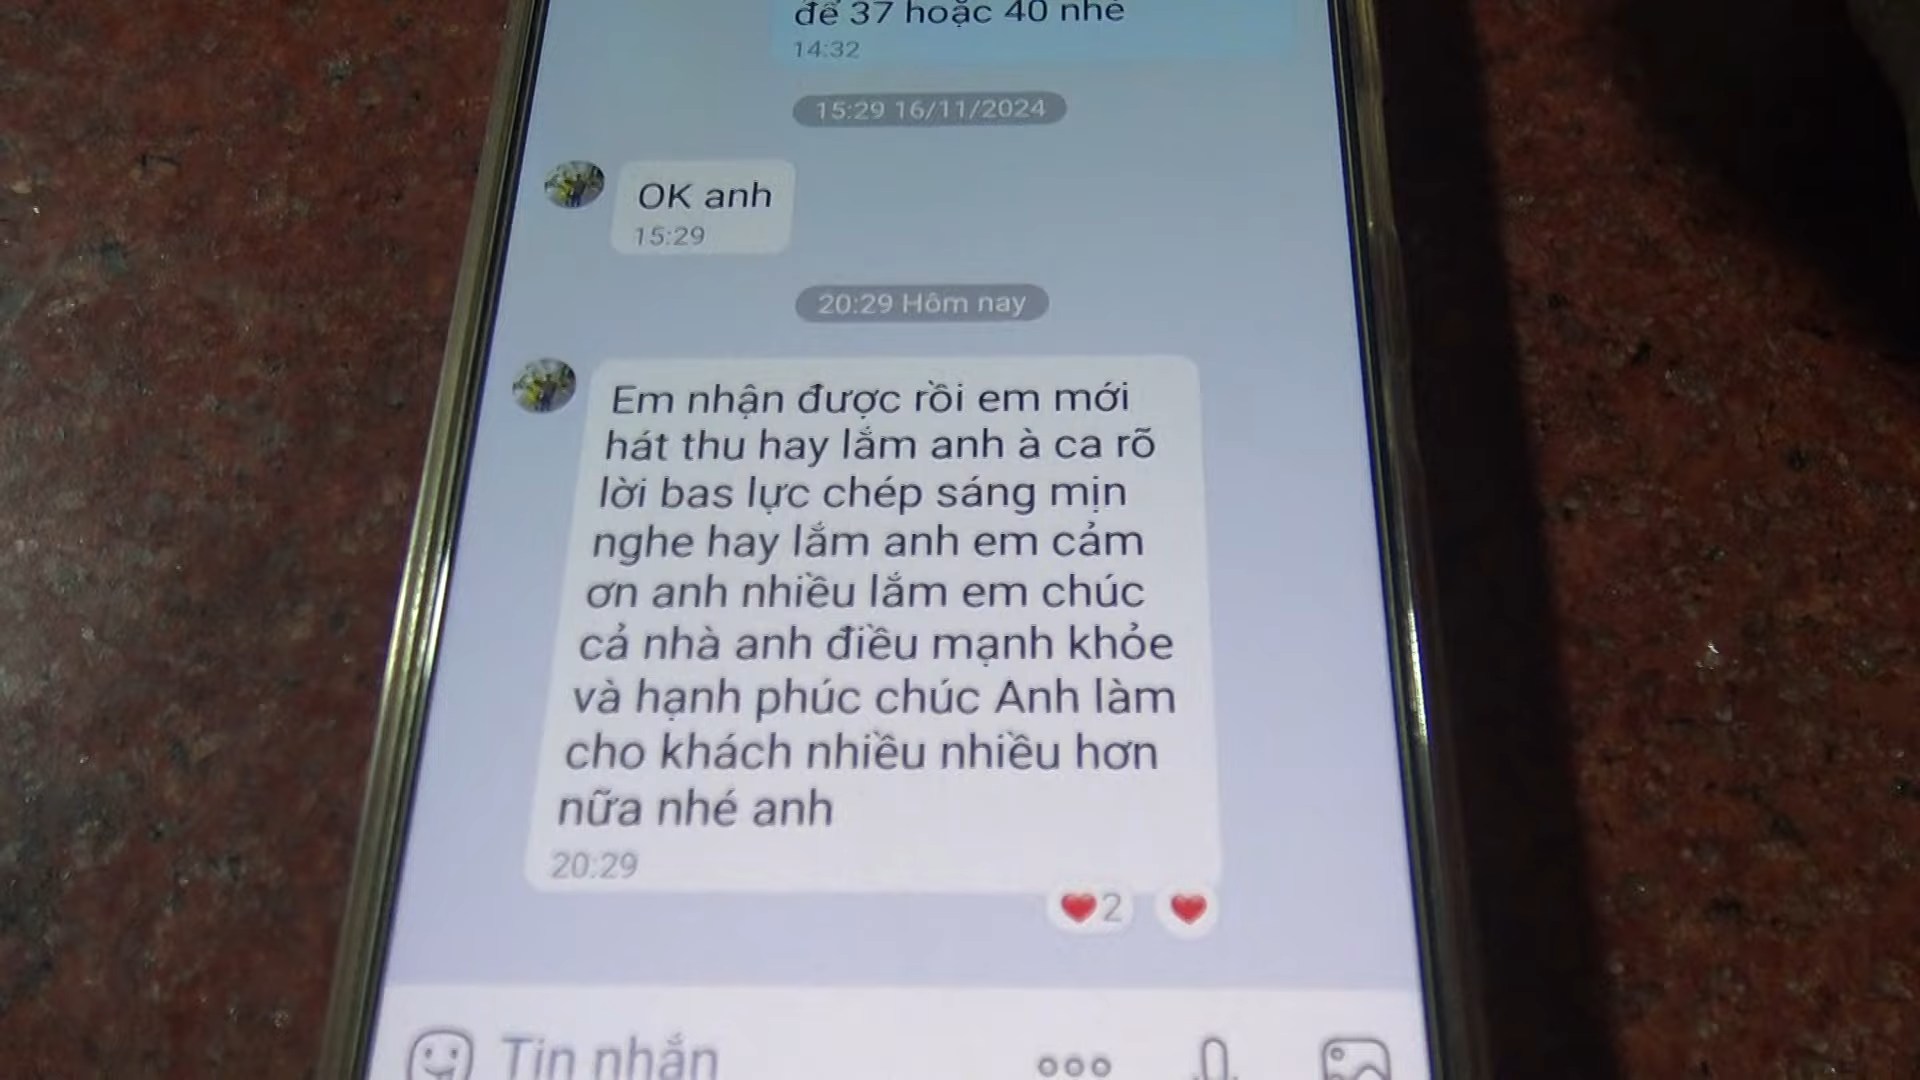 để 37 hoặc 40 nhé
14:32
15:29 16/11/2024
OK anh
15:29
20:29 Hôm nay
Em nhận được rồi em mới
hát thu hay lắm anh à ca rõ
lời bas lực chép sáng mịn
nghe hay lắm anh em cảm
ơn anh nhiều lắm em chúc
cả nhà anh điều mạnh khỏe
và hạnh phúc chúc Anh làm
cho khách nhiều nhiều hơn
nữa nhé anh
20:29
2
Tin nhắn